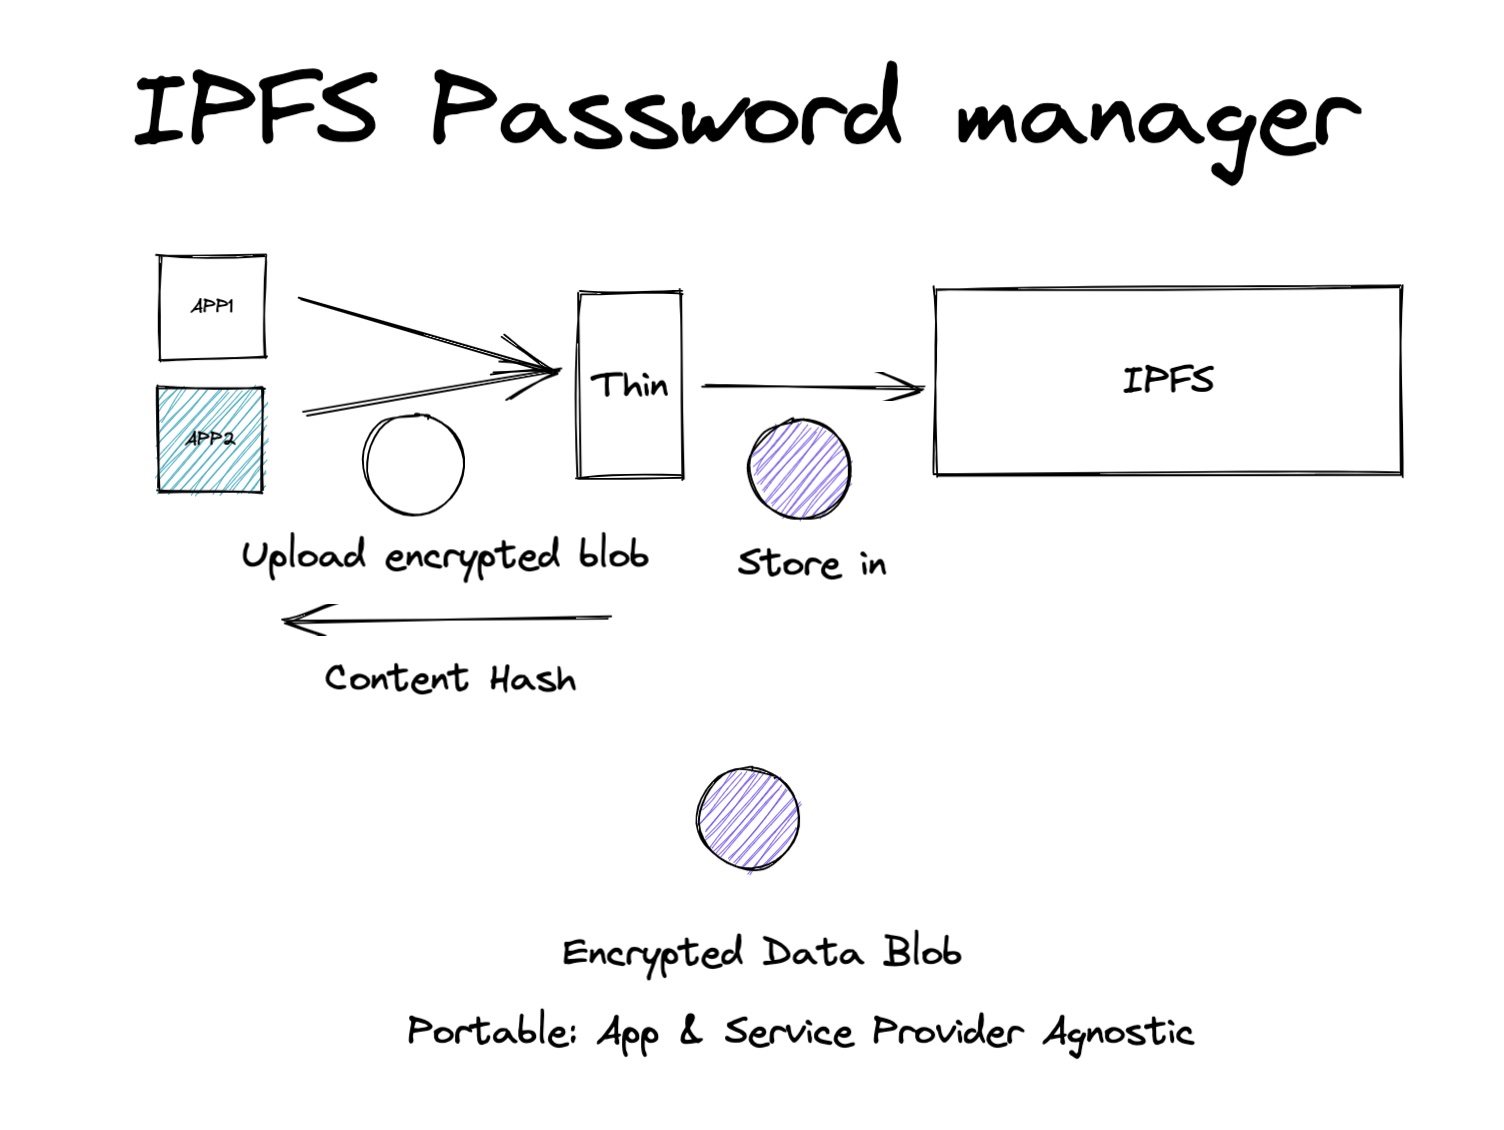 IPFS Password manager
APP1
APP2
Thin
IPFS
Upload encrypted blob
Store in
Content Hash
Encrypted Data Blob
Portable: App & Service Provider Agnostic